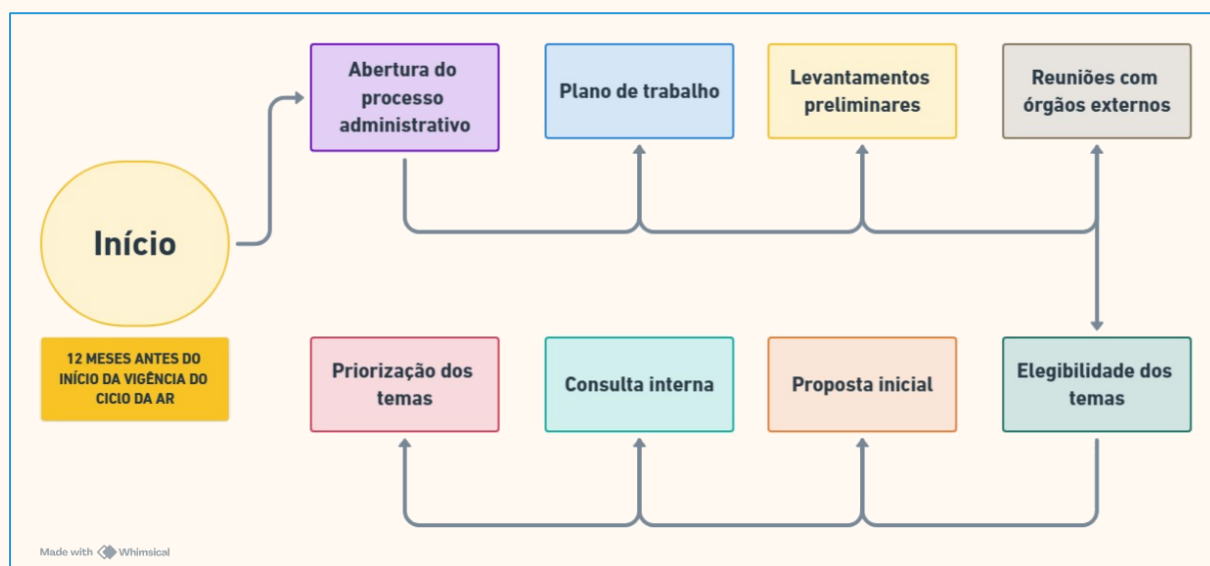 Início
12 MESES ANTES DO
INÍCIO DA VIGÊNCIA DO
CICLO DA AR
Abertura do
processo
administrativo
Plano de trabalho
Levantamentos
preliminares
Reuniões com
órgãos externos
Elegibilidade dos
temas
Proposta inicial
Consulta interna
Priorização dos
temas
Made with Whimsical